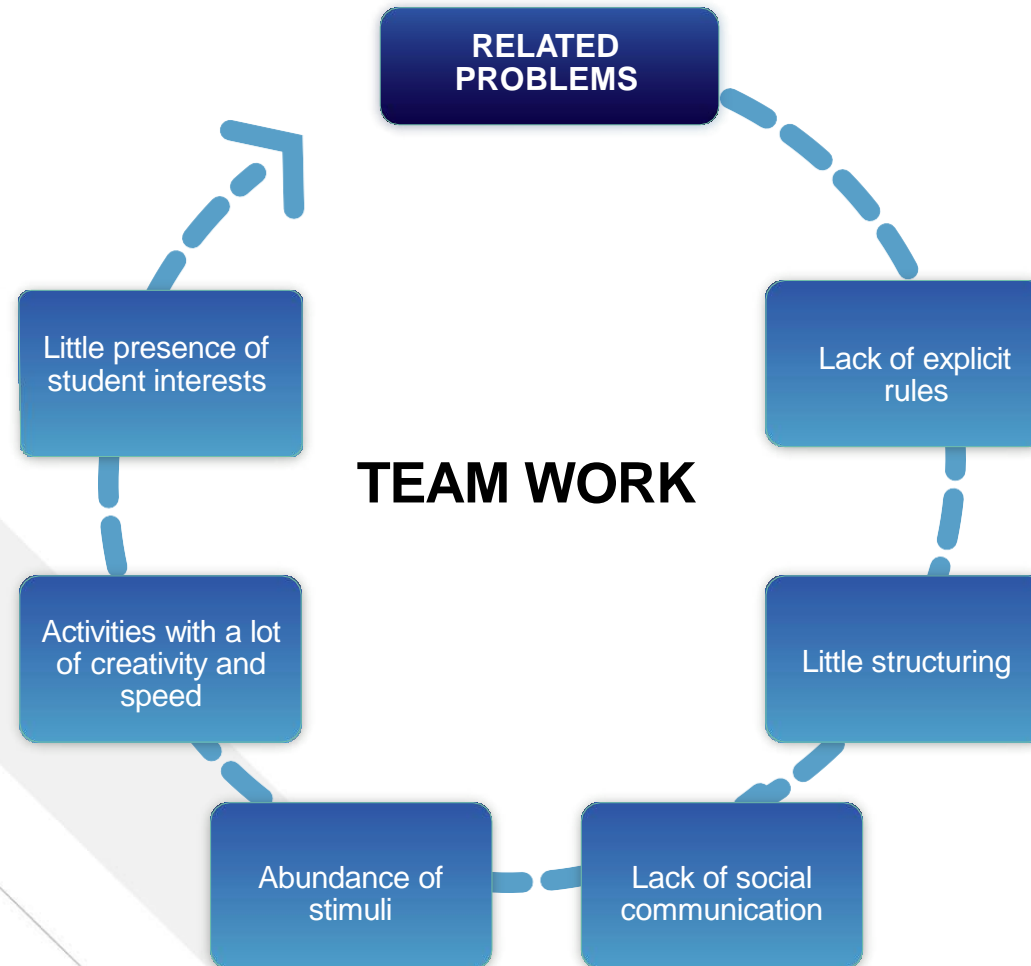 RELATED
PROBLEMS
Lack of explicit
rules
Little structuring
Lack of social
communication
Abundance of
stimuli
Activities with a lot
of creativity and
speed
Little presence of
student interests
TEAM WORK